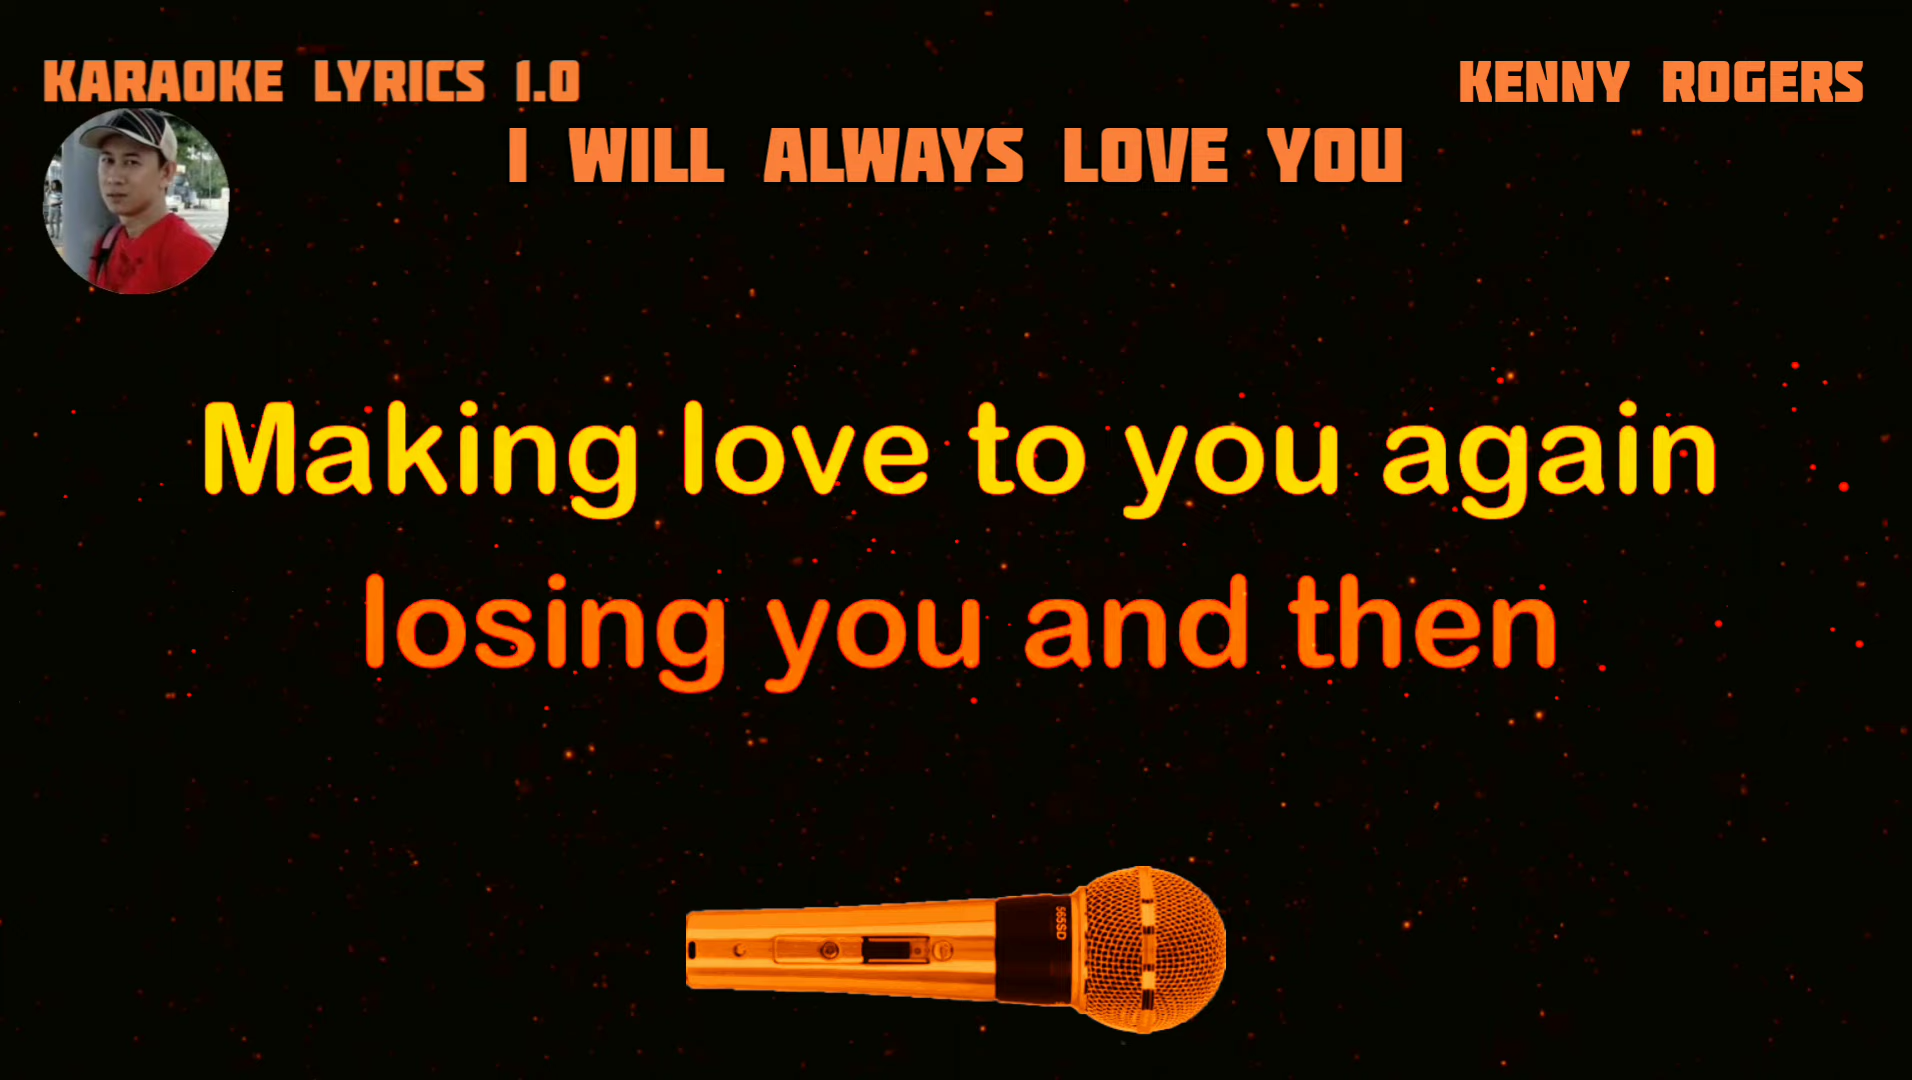 KARAOKE LYRICS 1.0
KENNY ROGERS
I WILL ALWAYS LOVE YOU
Making love to you again
losing you and then
565SD